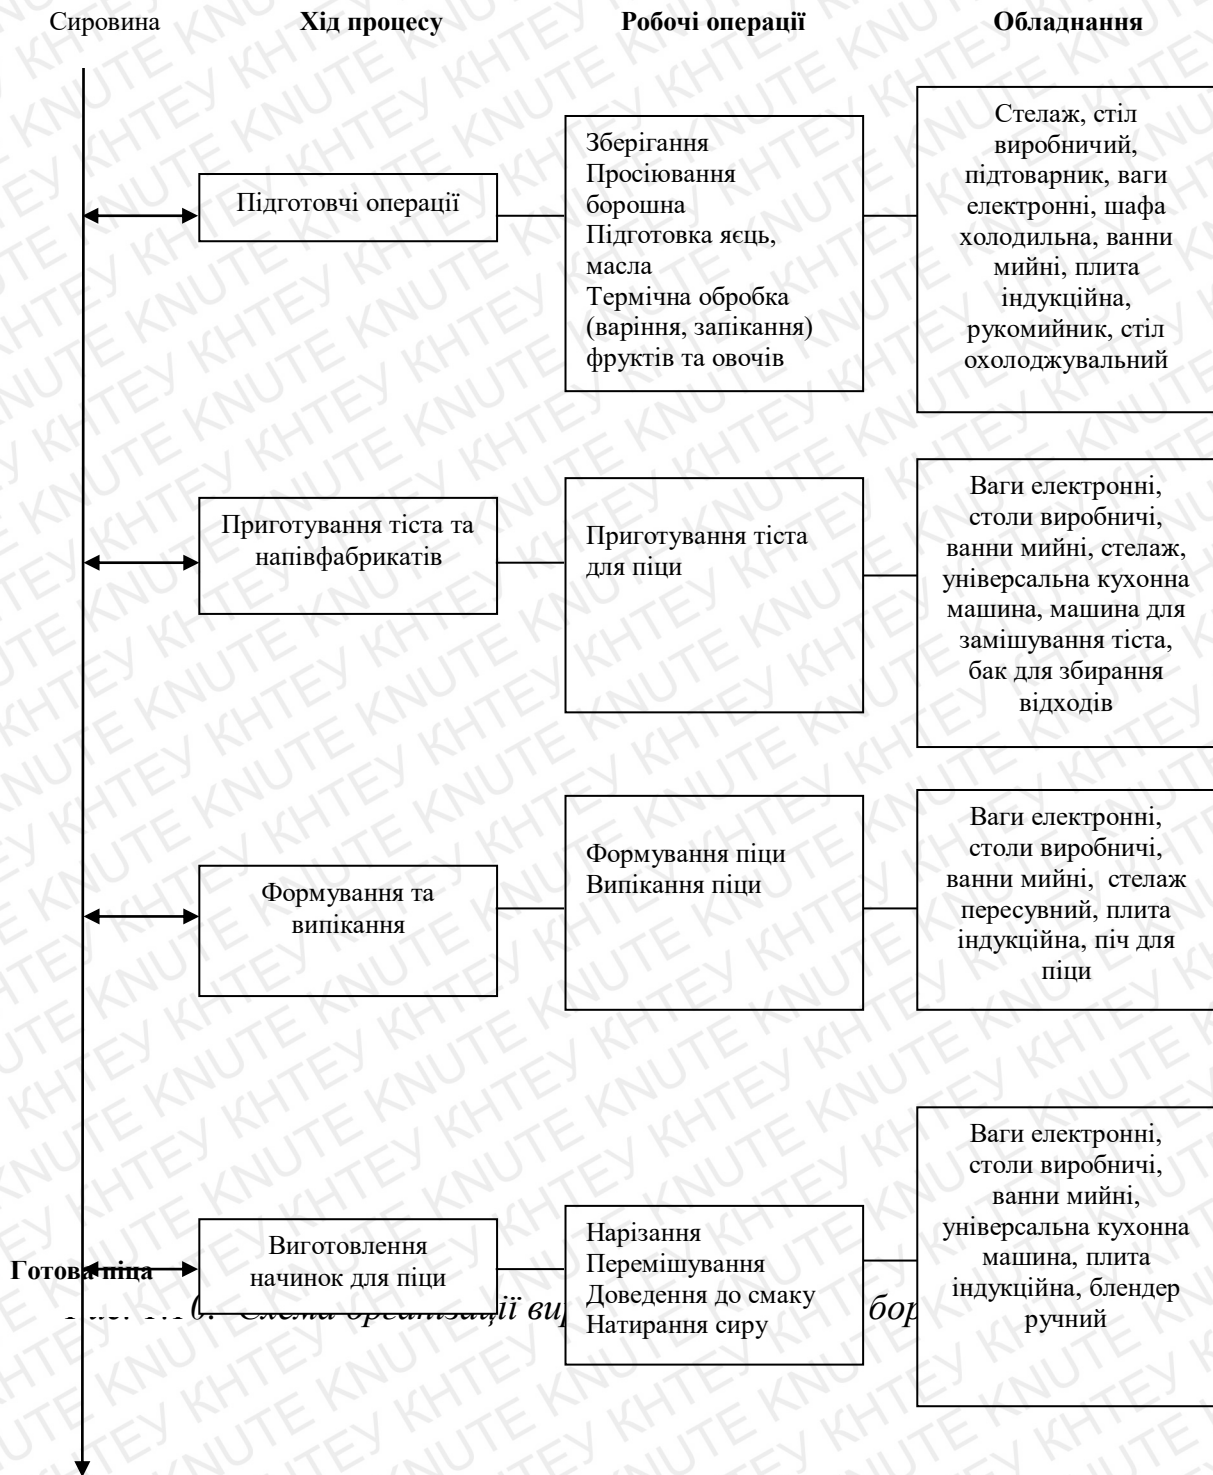 Сировина
Хід процесу
Робочі операції
Обладнання
Підготовчі операції
Зберігання
Просіювання
борошна
Підготовка яєць,
масла
Термічна обробка
(варіння, запікання)
фруктів та овочів
Стелаж, стіл
виробничий,
підтоварник, ваги
електронні, шафа
холодильна, ванни
мийні, плита
індукційна,
рукомийник, стіл
охолоджувальний
Приготування тіста та
напівфабрикатів
Приготування тіста
для піци
Ваги електронні,
столи виробничі,
ванни мийні, стелаж,
універсальна кухонна
машина, машина для
замішування тіста,
бак для збирання
відходів
Формування та
випікання
Формування піци
Випікання піци
Ваги електронні,
столи виробничі,
ванни мийні, стелаж
пересувний, плита
індукційна, піч для
піци
Виготовлення
начинок для піци
Нарізання
Перемішування
Доведення до смаку
Натирання сиру
Ваги електронні,
столи виробничі,
ванни мийні,
універсальна кухонна
машина, плита
індукційна, блендер
ручний
Готова піца
Схема організації